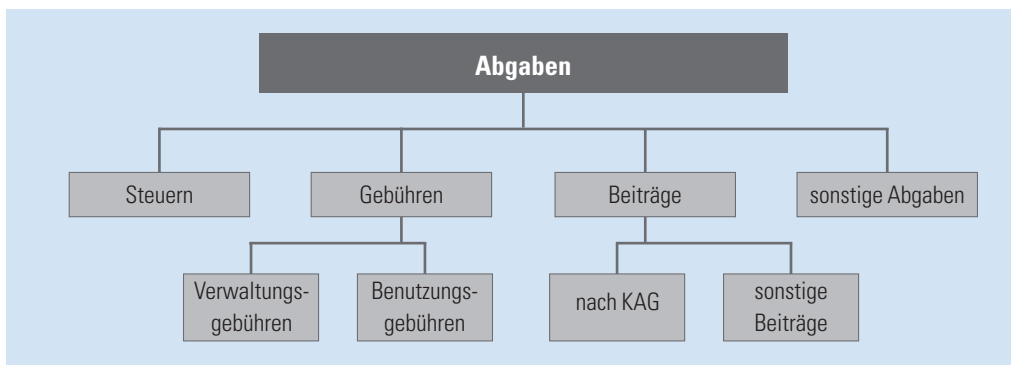 Abgaben
Steuern
Gebühren
Beiträge
sonstige Abgaben
Verwaltungs-
gebühren
Benutzungs-
gebühren
nach KAG
sonstige
Beiträge